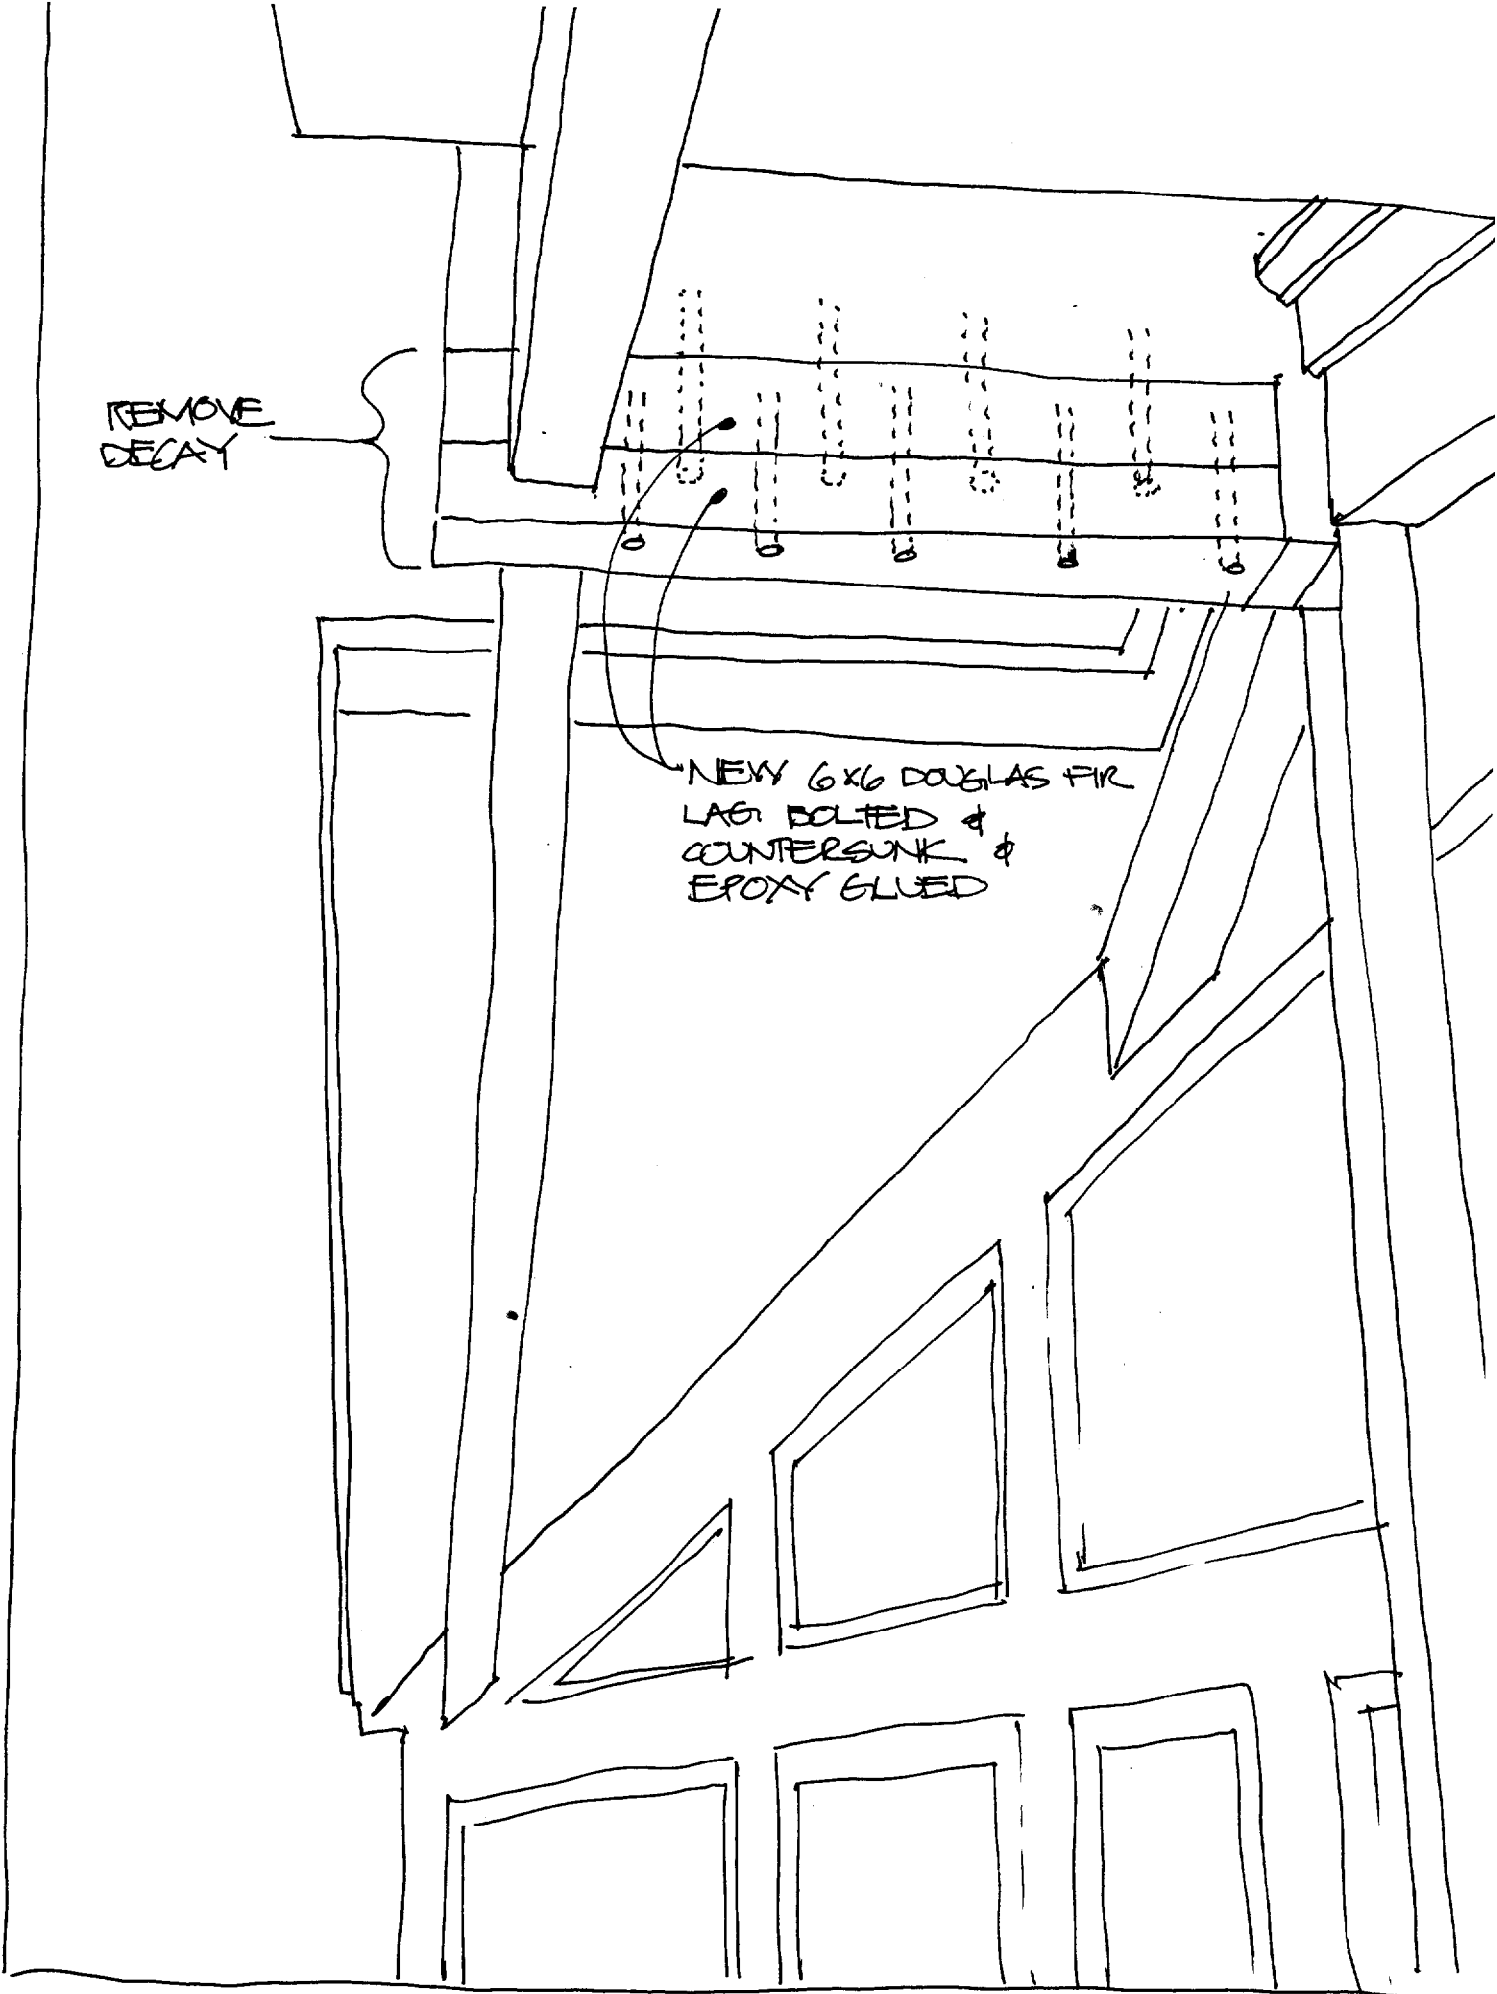 REMOVE
DECAY
NEW 6x6 DOUGLAS FIR
LAG BOLTED &
COUNTERSUNK &
EPOXY GLUED